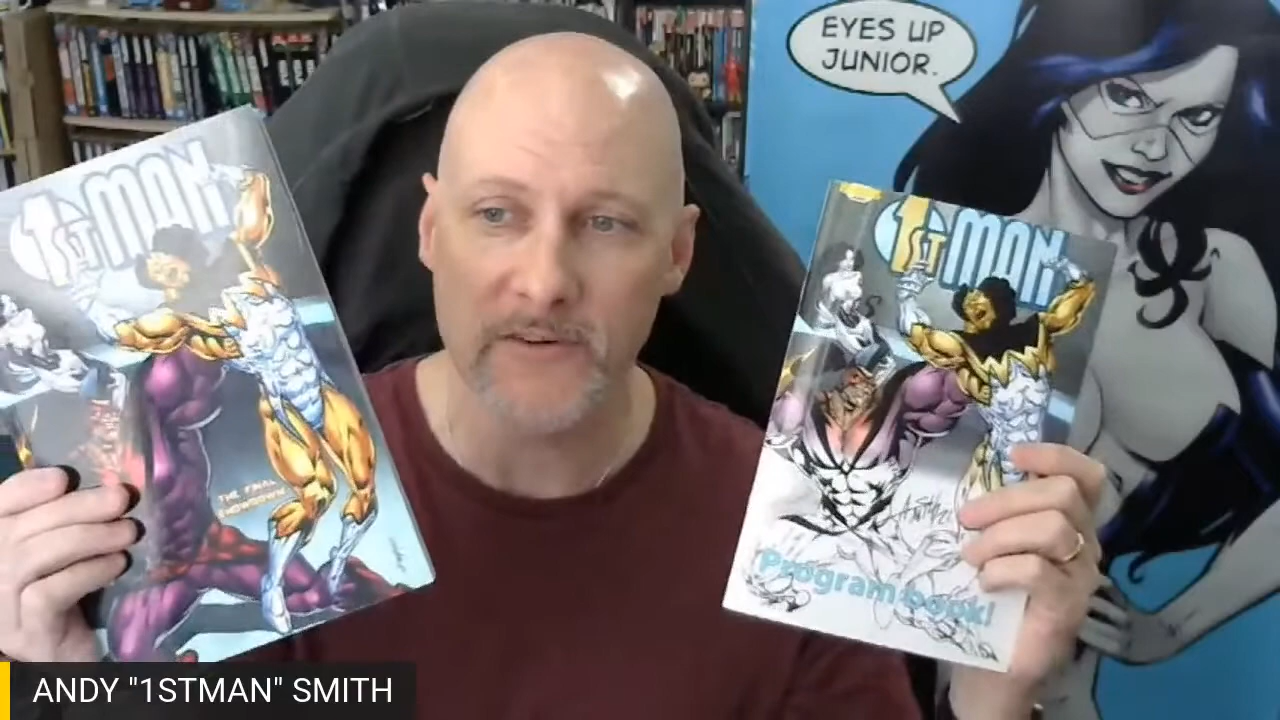 EYES UP
JUNIOR.
1ST MAN
THE FINAL
SHOWDOWN
1ST MAN
Program book!
ANDY "1STMAN" SMITH